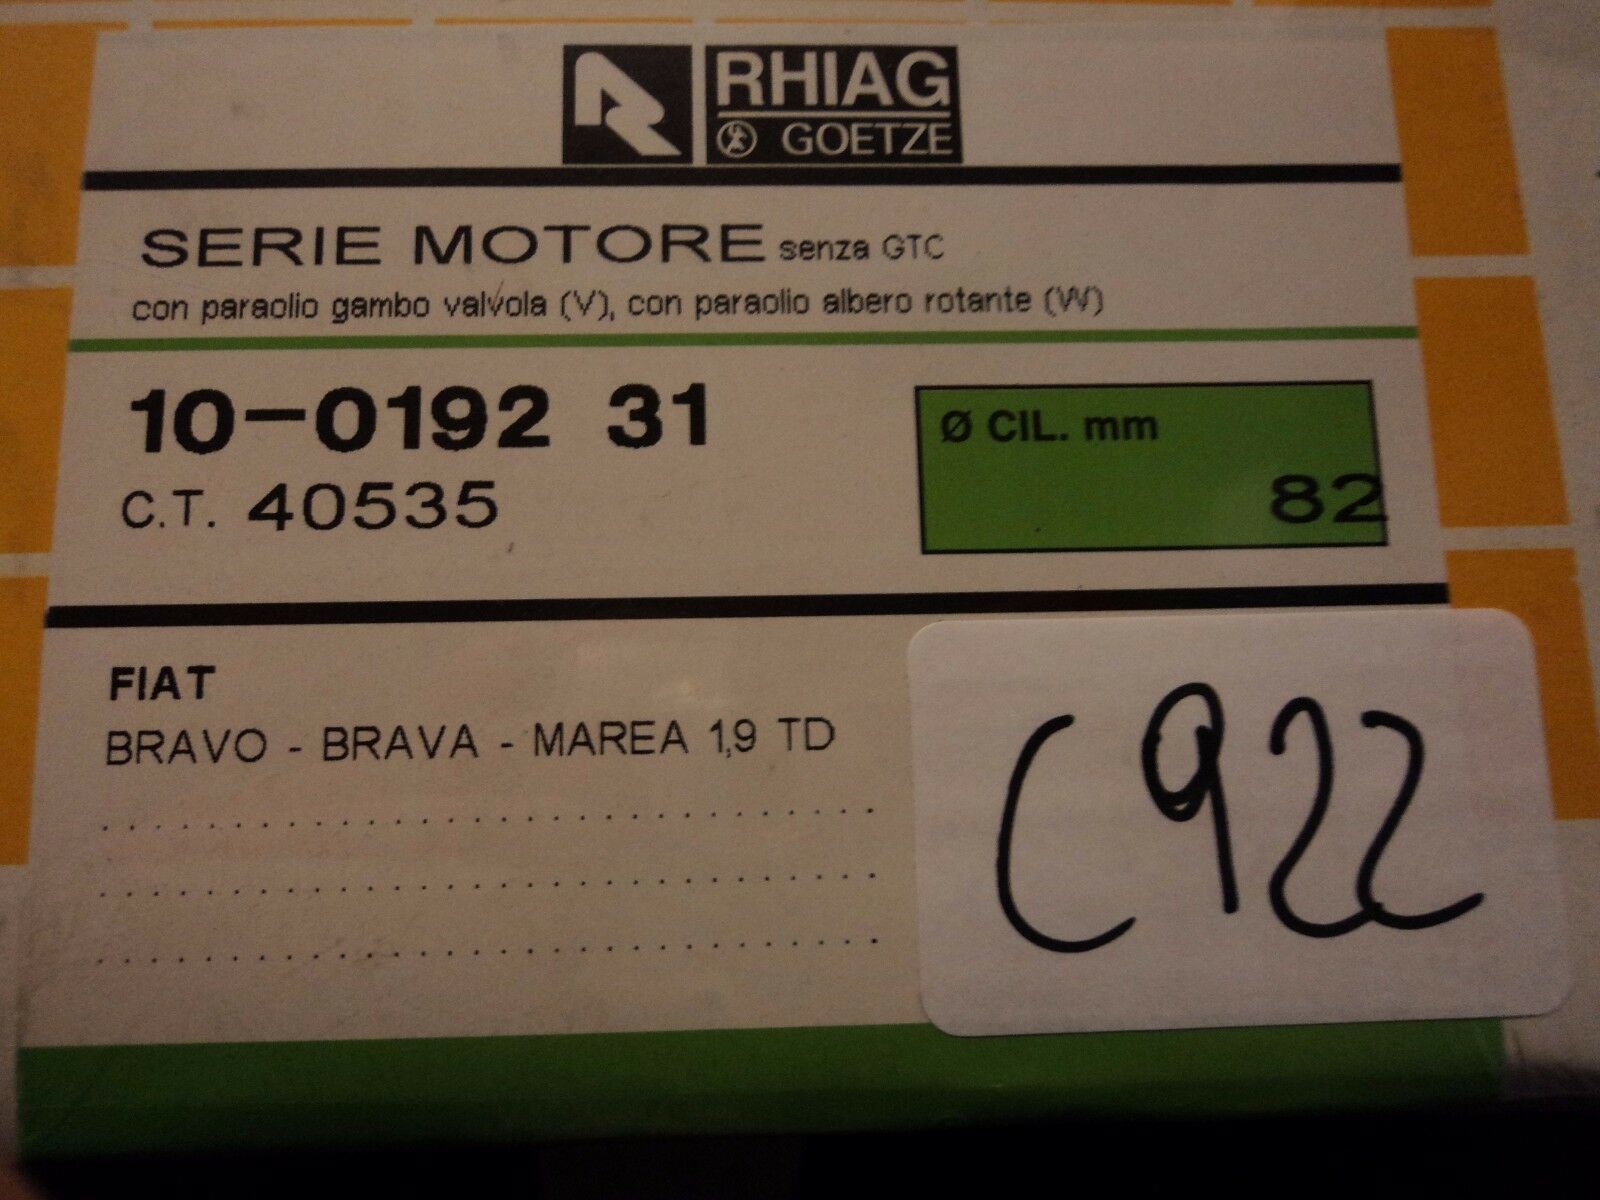 RHIAG
GOETZE
SERIE MOTORE senza GTC
con paraolio gambo valvola (V), con paraolio albero rotante (W)
10-0192 31
C.T. 40535
Ø CIL. mm
82
FIAT
BRAVO - BRAVA - MAREA 1,9 TD
C922